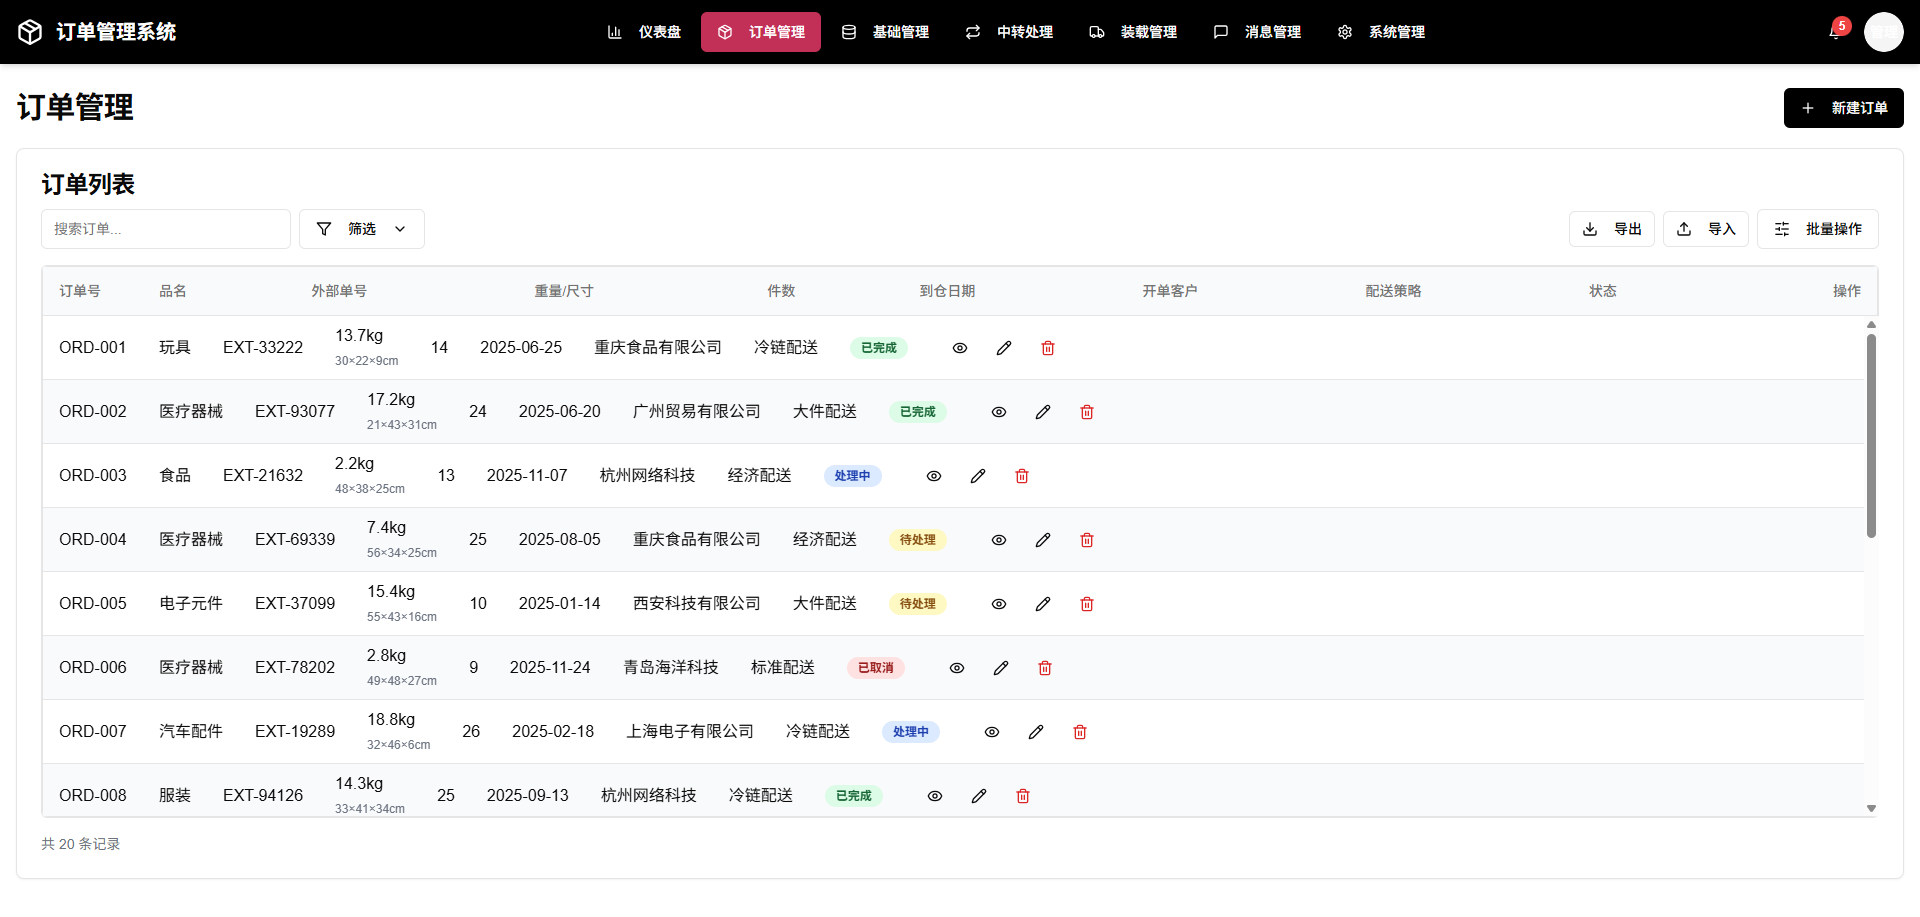 订单管理系统
仪表盘
订单管理
基础管理
中转处理
装载管理
消息管理
系统管理
5
订单管理
新建订单
订单列表
搜索订单...
筛选
导出
导入
批量操作
订单号 品名 外部单号 重量/尺寸 件数 到仓日期 开单客户 配送策略 状态 操作
ORD-001 玩具 EXT-33222 13.7kg 14 2025-06-25 重庆食品有限公司 冷链配送 已完成
30×22×9cm
ORD-002 医疗器械 EXT-93077 17.2kg 24 2025-06-20 广州贸易有限公司 大件配送 已完成
21×43×31cm
ORD-003 食品 EXT-21632 2.2kg 13 2025-11-07 杭州网络科技 经济配送 处理中
48×38×25cm
ORD-004 医疗器械 EXT-69339 7.4kg 25 2025-08-05 重庆食品有限公司 经济配送 待处理
56×34×25cm
ORD-005 电子元件 EXT-37099 15.4kg 10 2025-01-14 西安科技有限公司 大件配送 待处理
55×43×16cm
ORD-006 医疗器械 EXT-78202 2.8kg 9 2025-11-24 青岛海洋科技 标准配送 已取消
49×48×27cm
ORD-007 汽车配件 EXT-19289 18.8kg 26 2025-02-18 上海电子有限公司 冷链配送 处理中
32×46×6cm
ORD-008 服装 EXT-94126 14.3kg 25 2025-09-13 杭州网络科技 冷链配送 已完成
33×41×34cm
共 20 条记录